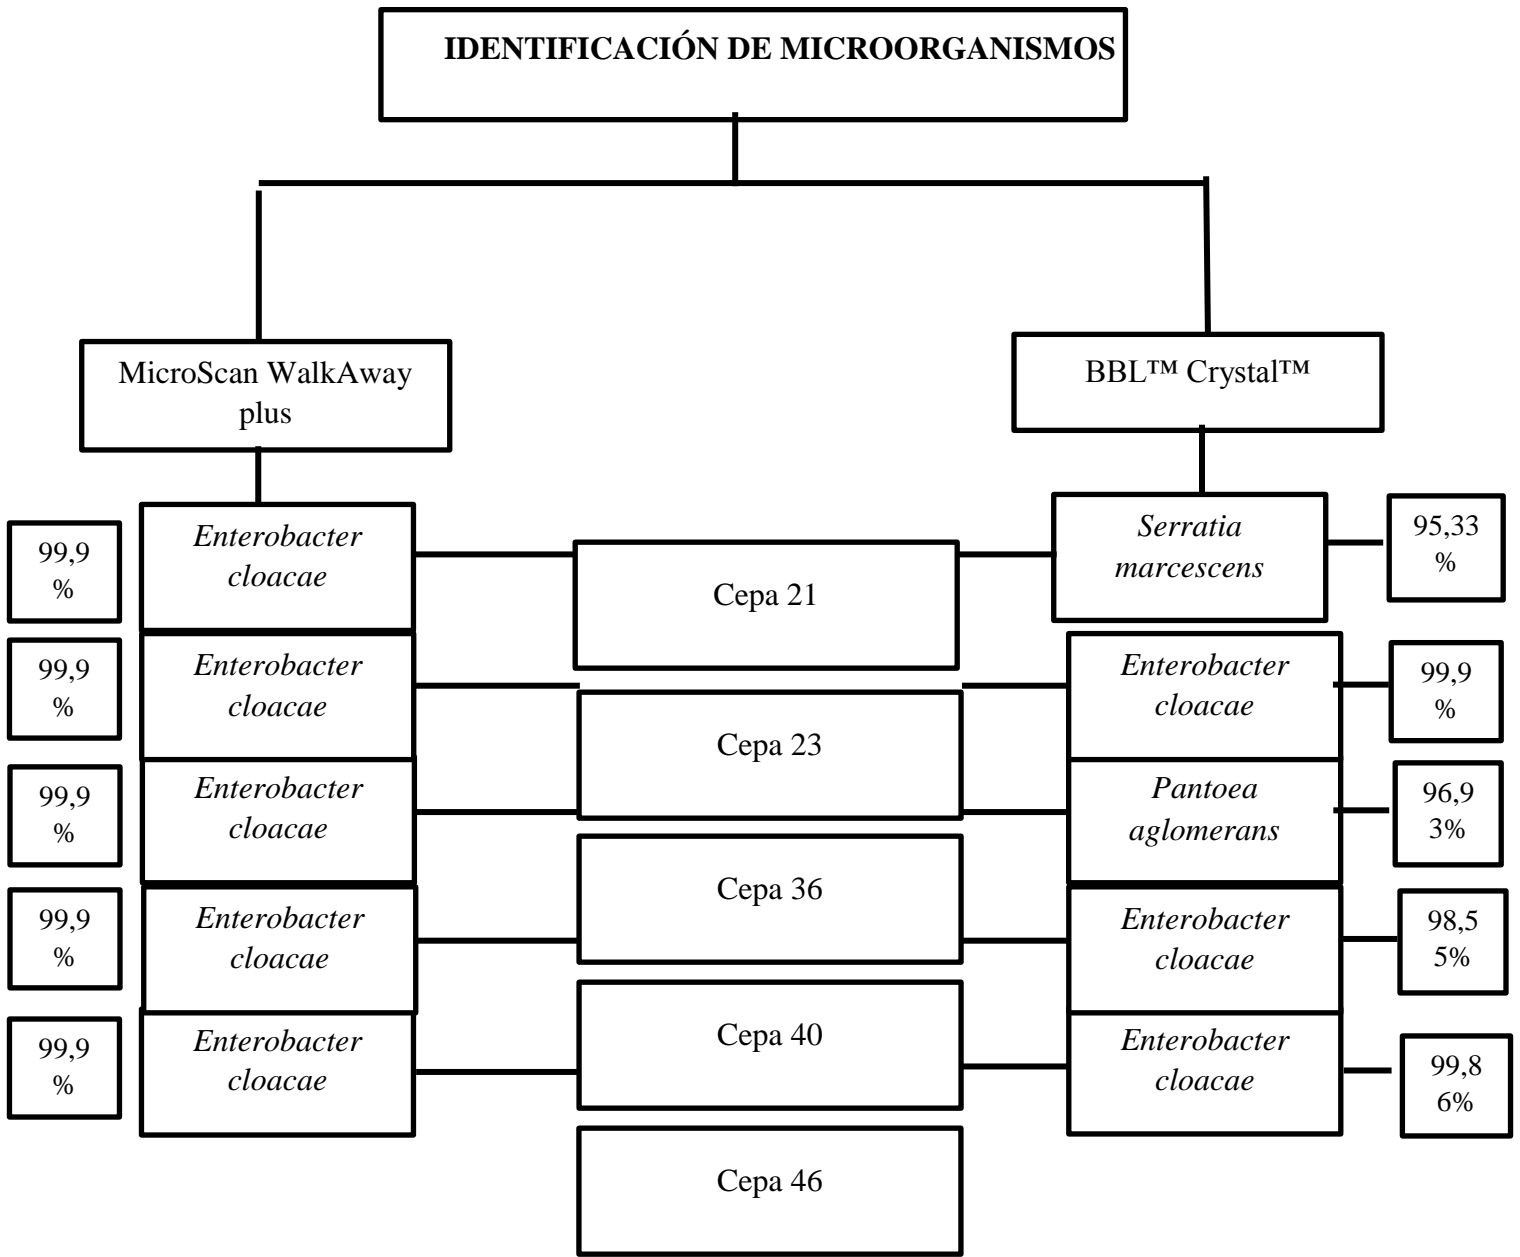 IDENTIFICACIÓN DE MICROORGANISMOS
MicroScan WalkAway
plus
BBL™ Crystal™
99,9
%
Enterobacter
cloacae
Cepa 21
Serratia
marcescens
95,33
%
99,9
%
Enterobacter
cloacae
Cepa 23
Enterobacter
cloacae
99,9
%
99,9
%
Enterobacter
cloacae
Cepa 36
Pantoea
aglomerans
96,9
3%
99,9
%
Enterobacter
cloacae
Cepa 40
Enterobacter
cloacae
98,5
5%
99,9
%
Enterobacter
cloacae
Cepa 46
Enterobacter
cloacae
99,8
6%